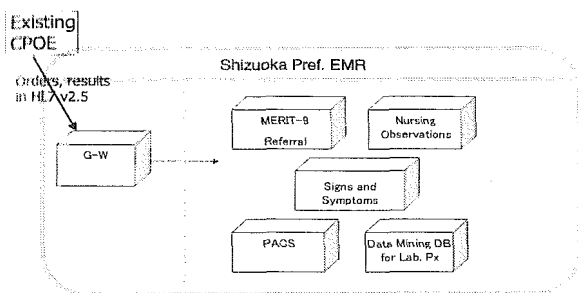 Existing
CPOE
Shizuoka Pref. EMR
Orders, results
in HL7 v2.5
G-W
MERIT-9
Referral
Nursing
Observations
Signs and
Symptoms
PACS
Data Mining DB
for Lab. Px